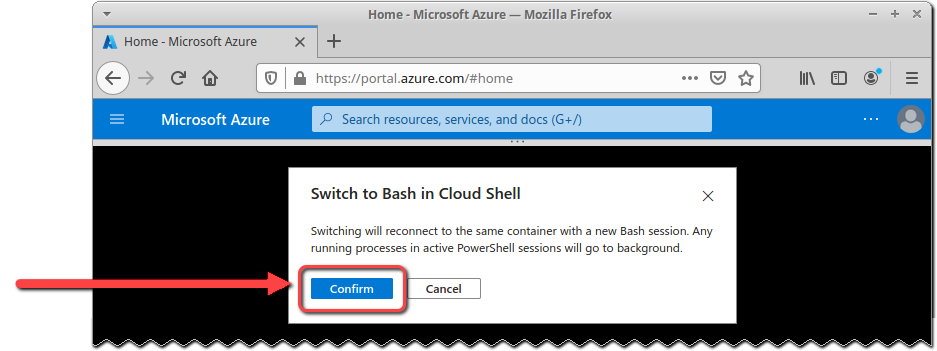 Home - Microsoft Azure — Mozilla Firefox
Home - Microsoft Azure
https://portal.azure.com/#home
Microsoft Azure
Search resources, services, and docs (G+/)
Switch to Bash in Cloud Shell
Switching will reconnect to the same container with a new Bash session. Any
running processes in active PowerShell sessions will go to background.
Confirm
Cancel